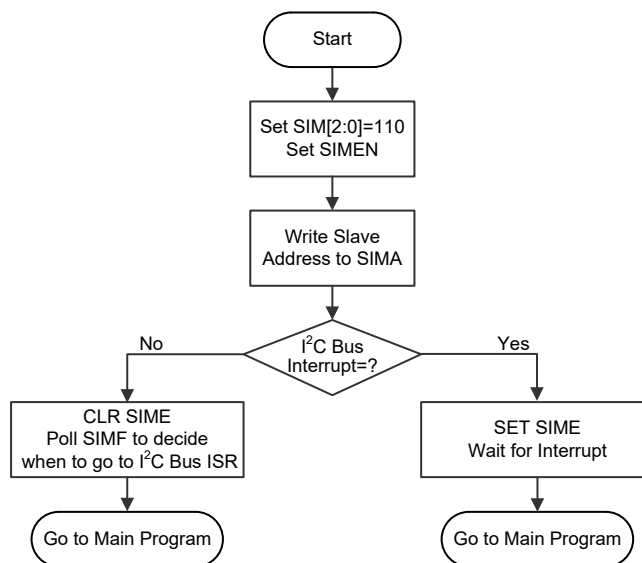 Start
Set SIM[2:0]=110
Set SIMEN
Write Slave
Address to SIMA
I²C Bus
Interrupt=?
No
Yes
CLR SIME
Poll SIMF to decide
when to go to I²C Bus ISR
SET SIME
Wait for Interrupt
Go to Main Program
Go to Main Program